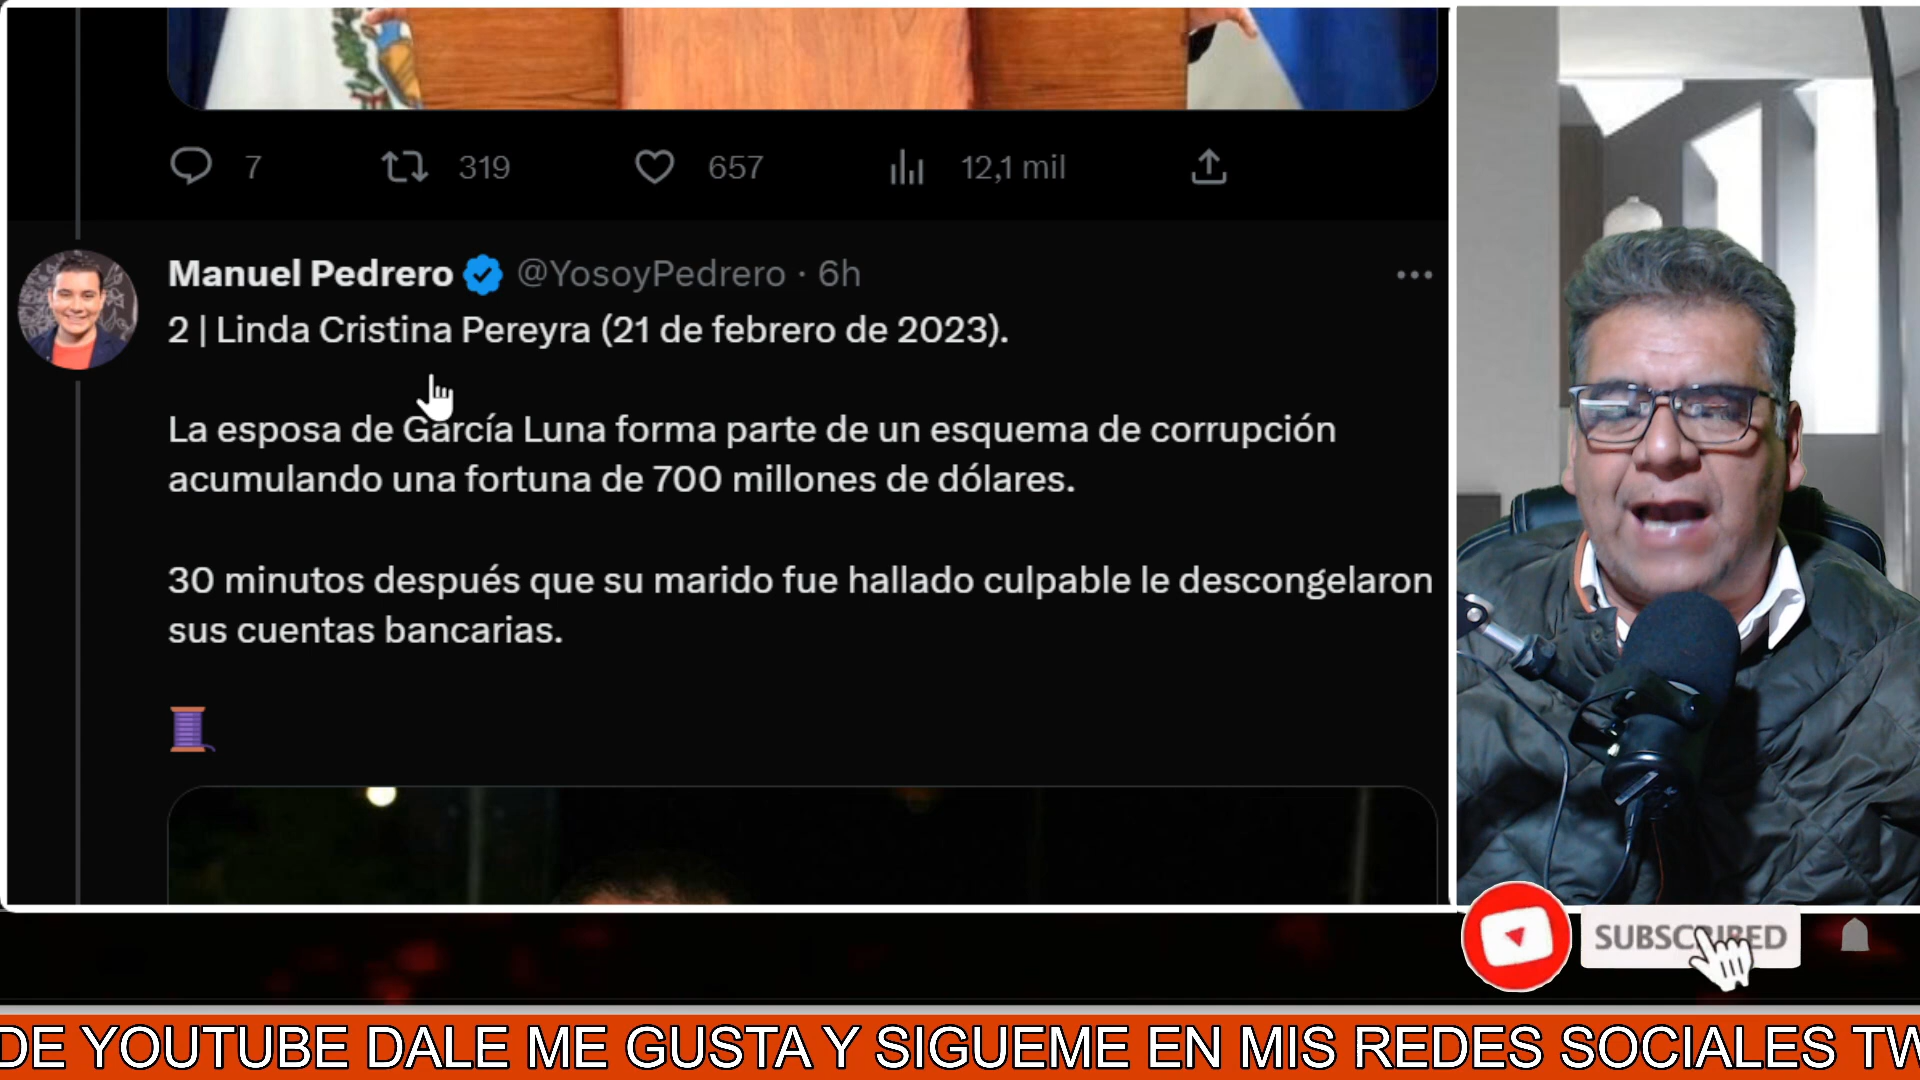 7 319 657 12,1 mil
Manuel Pedrero @YosoyPedrero · 6h
2 | Linda Cristina Pereyra (21 de febrero de 2023).
La esposa de García Luna forma parte de un esquema de corrupción
acumulando una fortuna de 700 millones de dólares.
30 minutos después que su marido fue hallado culpable le descongelaron
sus cuentas bancarias.
SUBSCRIBED
DE YOUTUBE DALE ME GUSTA Y SIGUEME EN MIS REDES SOCIALES TW